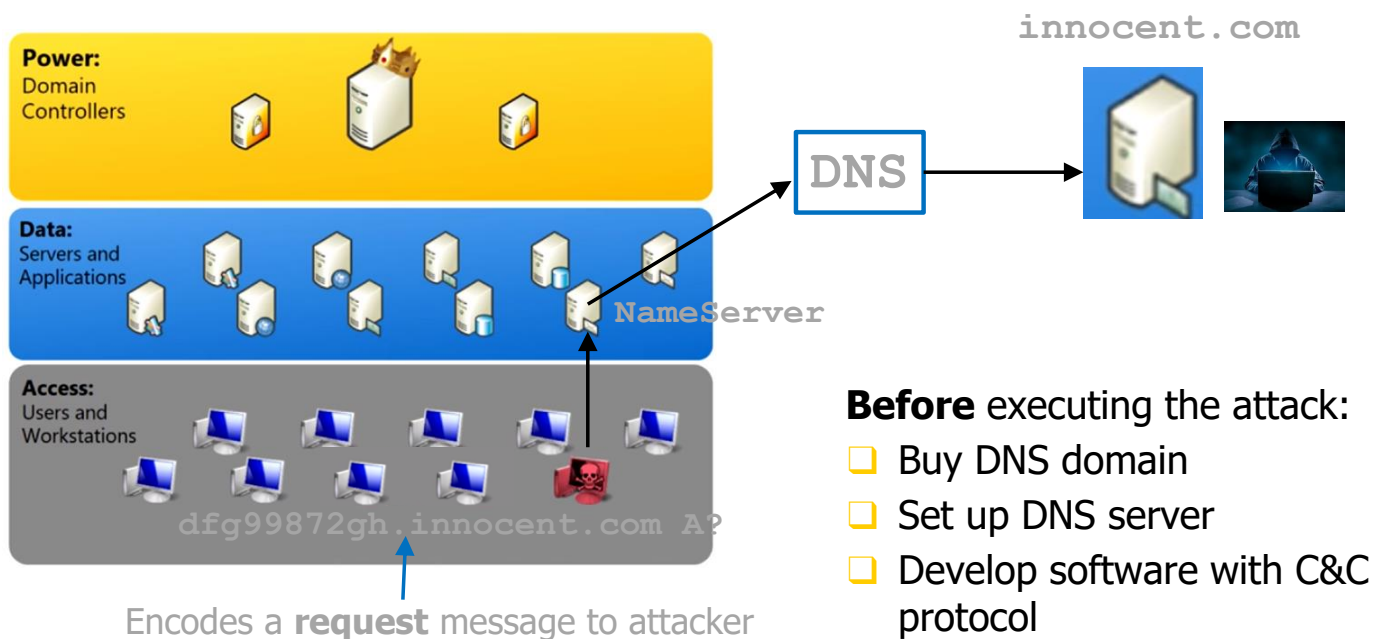 innocent.com
Power:
Domain
Controllers
DNS
Data:
Servers and
Applications
NameServer
Access:
Users and
Workstations
dfg99872gh.innocent.com A?
Encodes a request message to attacker
Before executing the attack:
Buy DNS domain
Set up DNS server
Develop software with C&C
protocol